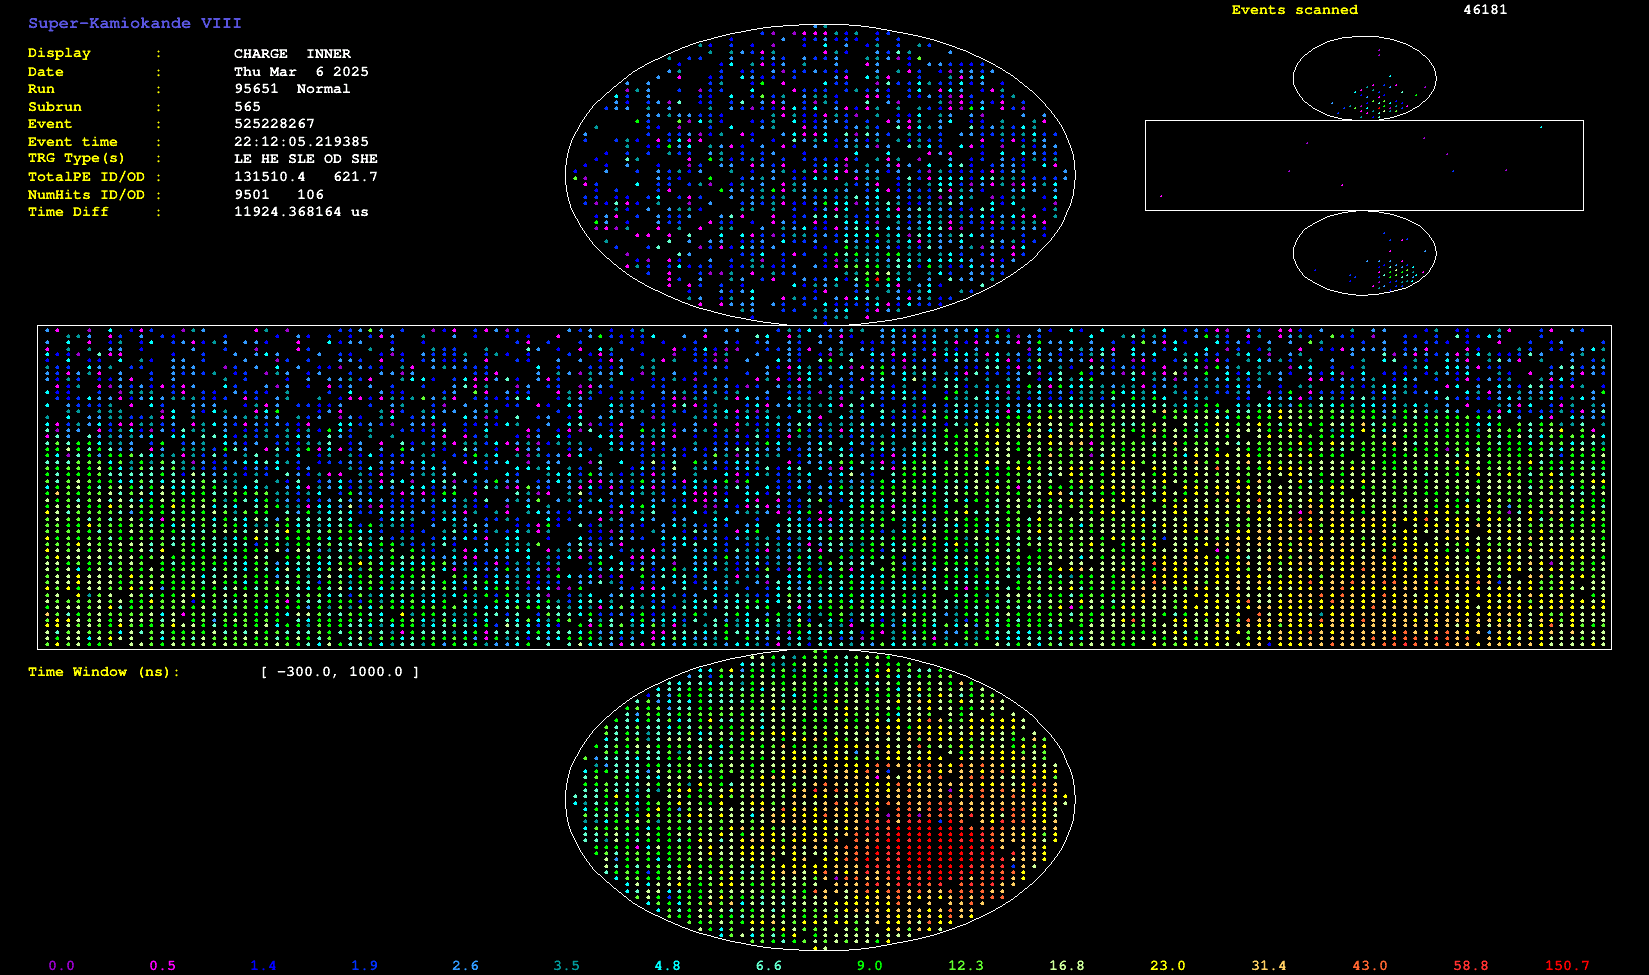 Super-Kamiokande VIII
Events scanned 46181
Display : CHARGE INNER
Date : Thu Mar 6 2025
Run : 95651 Normal
Subrun : 565
Event : 525228267
Event time : 22:12:05.219385
TRG Type(s) : LE HE SLE OD SHE
TotalPE ID/OD : 131510.4 621.7
NumHits ID/OD : 9501 106
Time Diff : 11924.368164 us
Time Window (ns): [ -300.0, 1000.0 ]
0.0 0.5 1.4 1.9 2.6 3.5 4.8 6.6 9.0 12.3 16.8 23.0 31.4 43.0 58.8 150.7